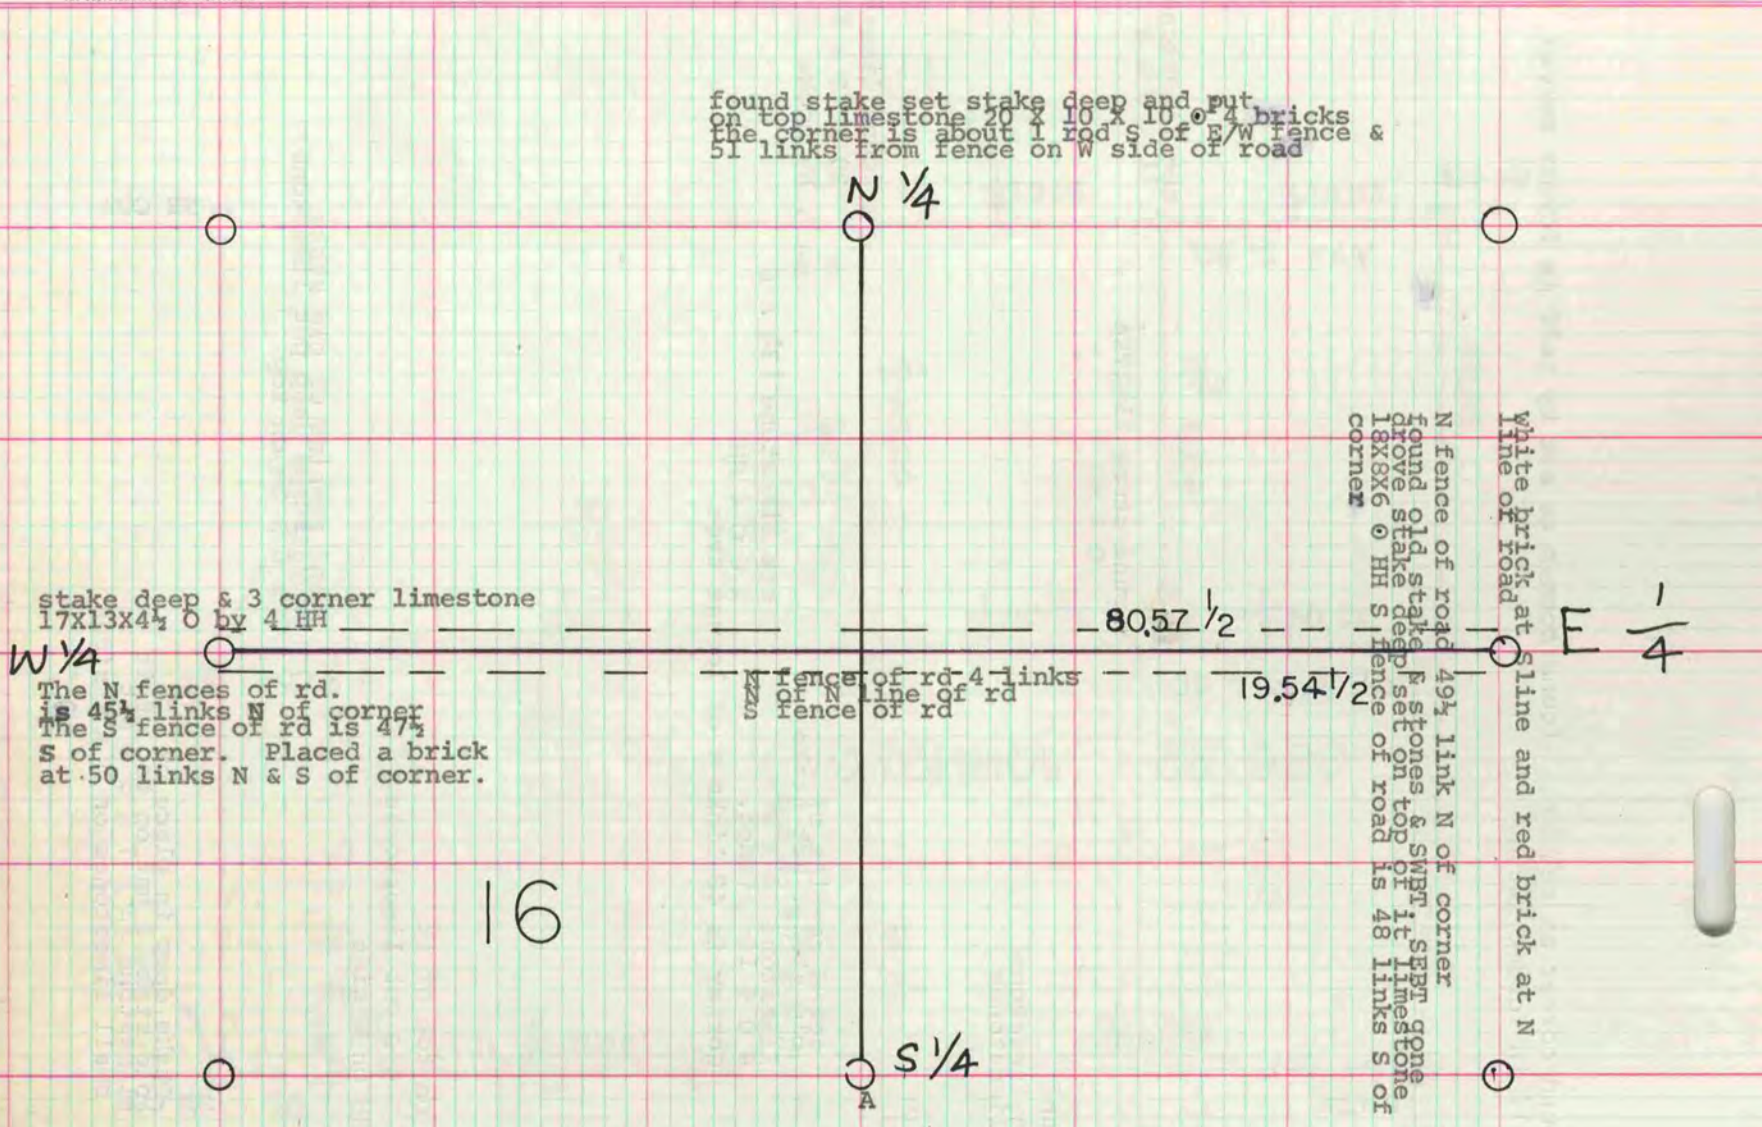 found stake set stake deep and put
on top limestone 20 X 10 X 10 ⊙ 4 bricks
the corner is about 1 rod S of E/W fence &
51 links from fence on W side of road
N 1/4
White brick at S line and red brick at N
line of road,
N fence of road 49½ link N of corner
found old stake & stones & SWBT, SEBT gone
drove stake deep set on top of it limestone
18X8X6 ⊙ HH S fence of road is 48 links S of
corner
stake deep & 3 corner limestone
17X13X4½ O by 4 HH
80.57 1/2
W 1/4
E 1/4
The N fences of rd.
is 45½ links N of corner
The S fence of rd is 47½
S of corner. Placed a brick
at 50 links N & S of corner.
N fence of rd 4 links
N of N line of rd
S fence of rd
19.54 1/2
16
S 1/4
A